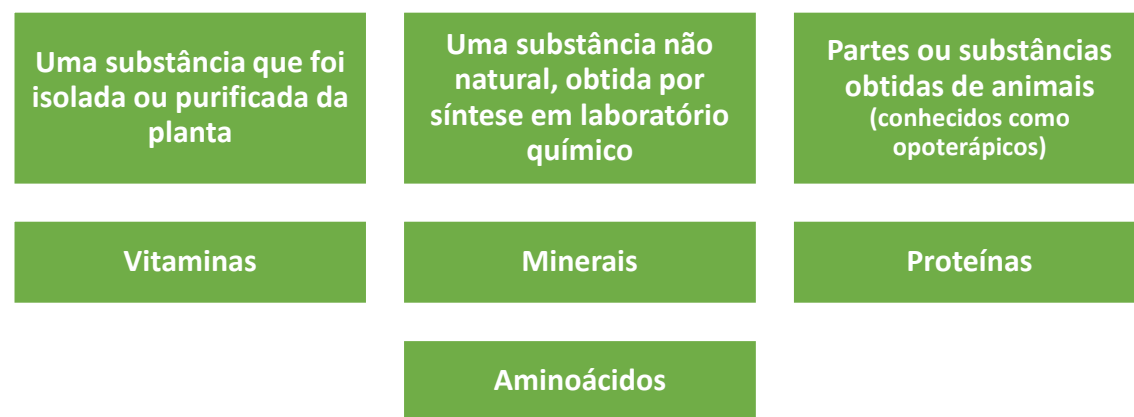 Uma substância que foi
isolada ou purificada da
planta
Uma substância não
natural, obtida por
síntese em laboratório
químico
Partes ou substâncias
obtidas de animais
(conhecidos como
opoterápicos)
Vitaminas
Minerais
Proteínas
Aminoácidos